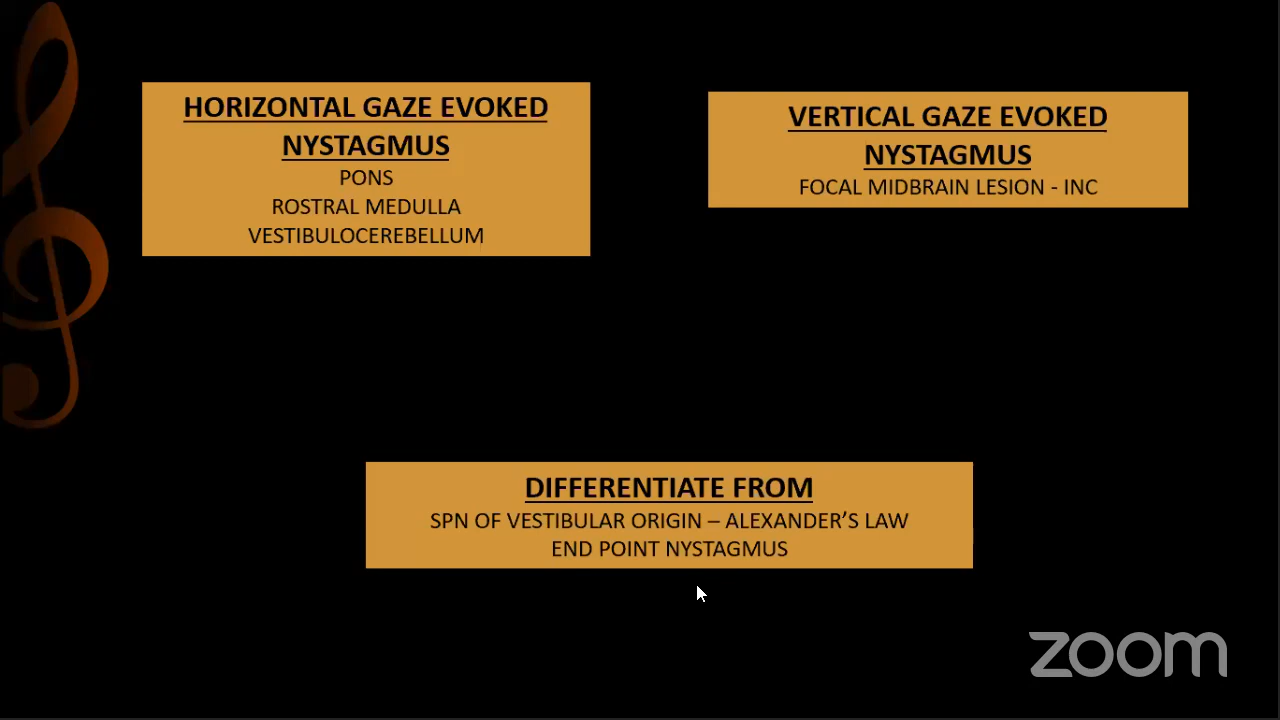 HORIZONTAL GAZE EVOKED
NYSTAGMUS
PONS
ROSTRAL MEDULLA
VESTIBULOCEREBELLUM
VERTICAL GAZE EVOKED
NYSTAGMUS
FOCAL MIDBRAIN LESION - INC
DIFFERENTIATE FROM
SPN OF VESTIBULAR ORIGIN – ALEXANDER’S LAW
END POINT NYSTAGMUS
zoom